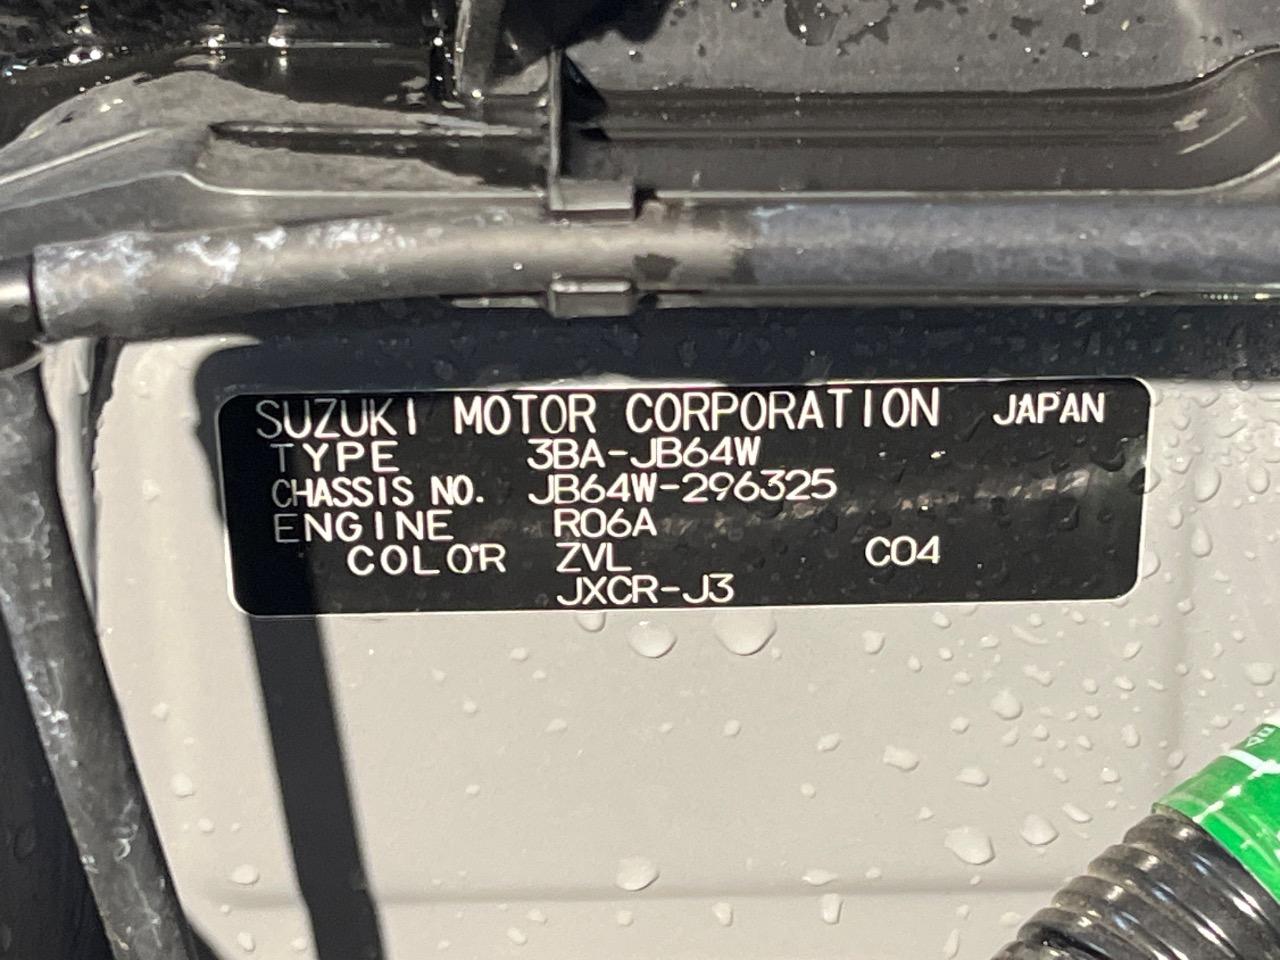 SUZUKI MOTOR CORPORATION JAPAN
TYPE 3BA-JB64W
CHASSIS NO. JB64W-296325
ENGINE R06A
COLOR ZVL C04
JXCR-J3